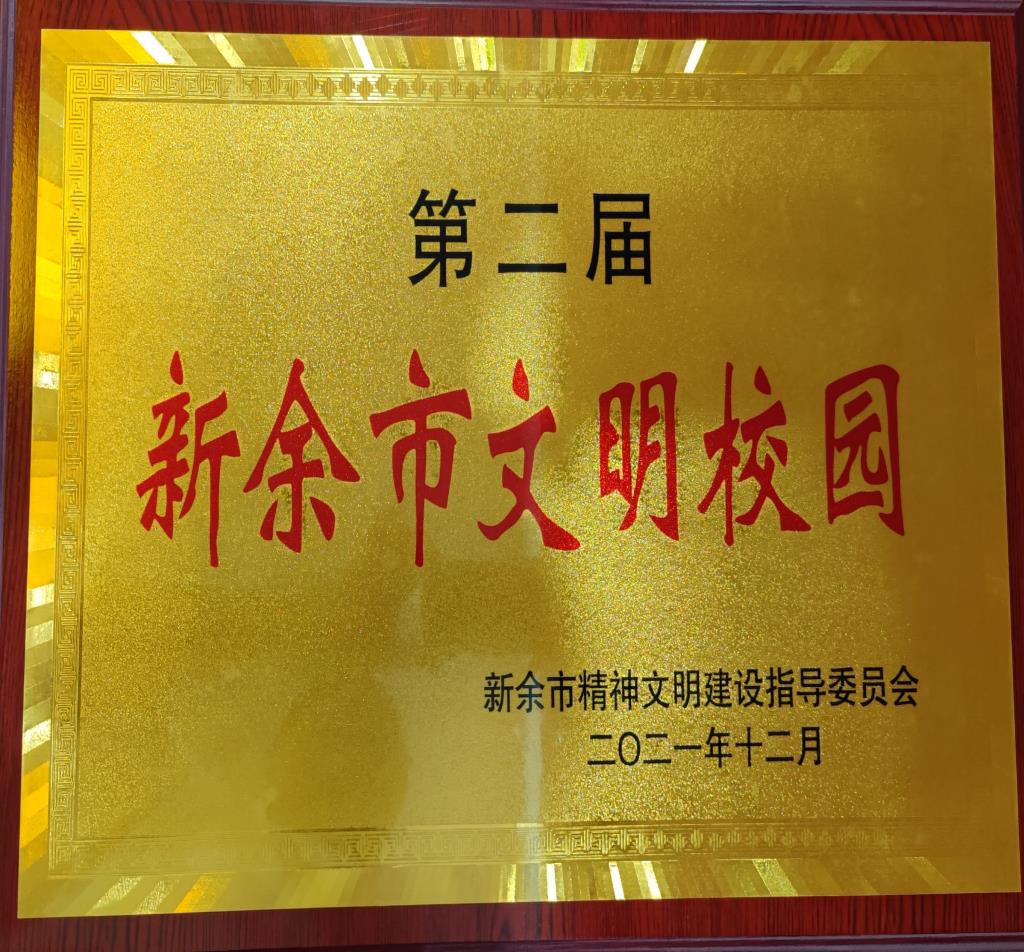 第二届
新余市文明校园
新余市精神文明建设指导委员会
二〇二一年十二月